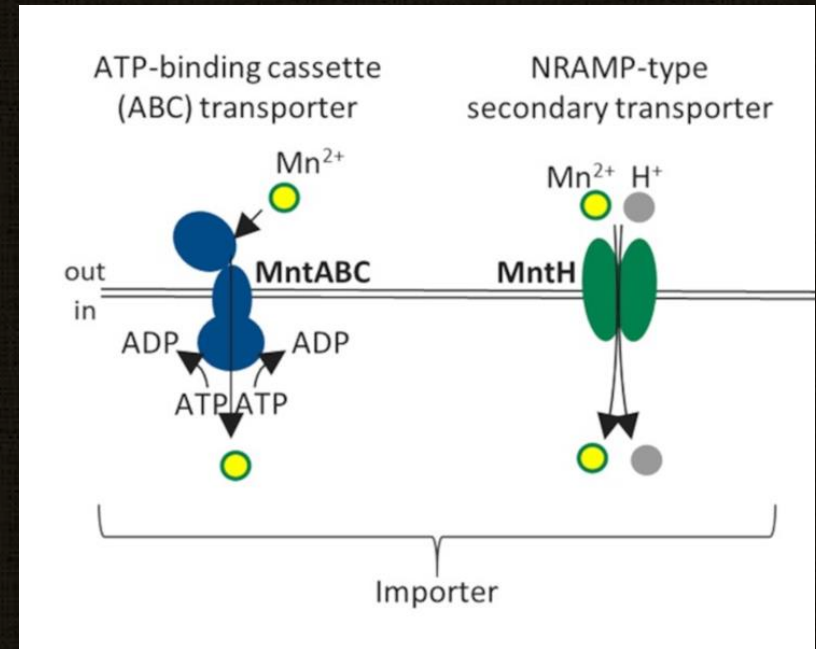 ATP-binding cassette
(ABC) transporter
NRAMP-type
secondary transporter
Mn²⁺
Mn²⁺ H⁺
out
in
MntABC
MntH
ADP
ADP
ATP ATP
Importer